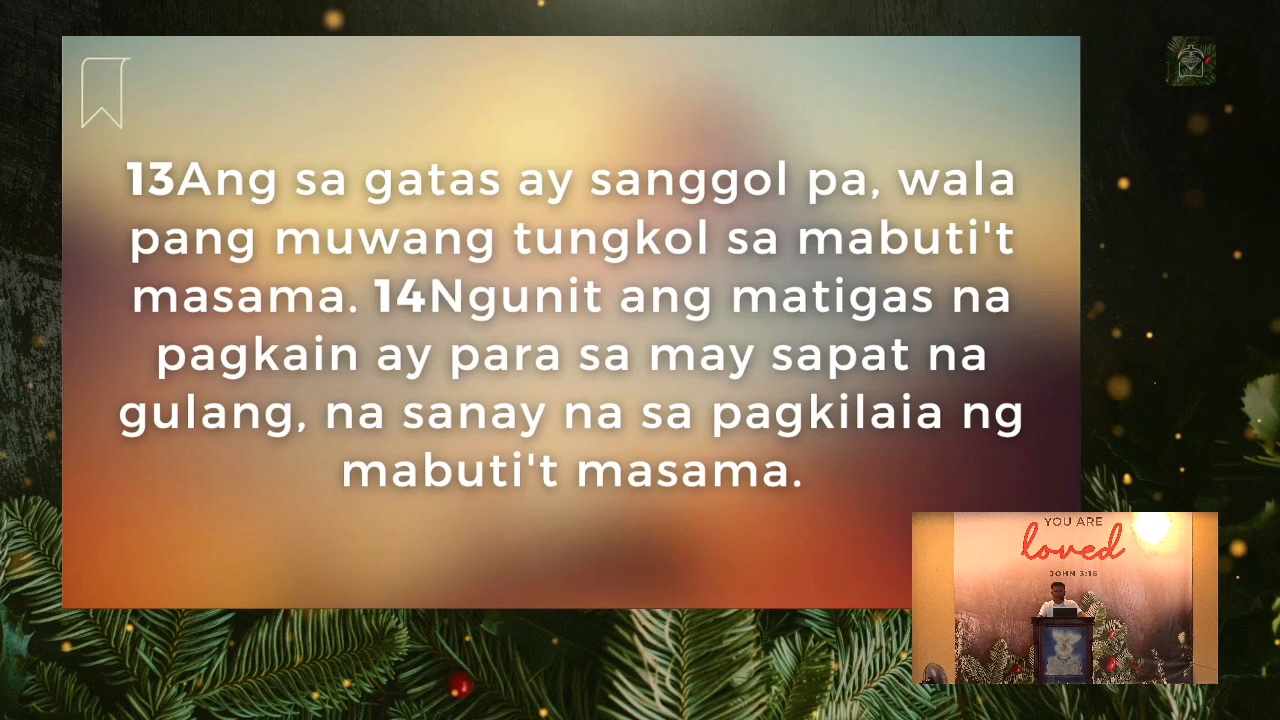 13Ang sa gatas ay sanggol pa, wala
pang muwang tungkol sa mabuti't
masama. 14Ngunit ang matigas na
pagkain ay para sa may sapat na
gulang, na sanay na sa pagkilaia ng
mabuti't masama.
YOU ARE
loved
JOHN 3:16